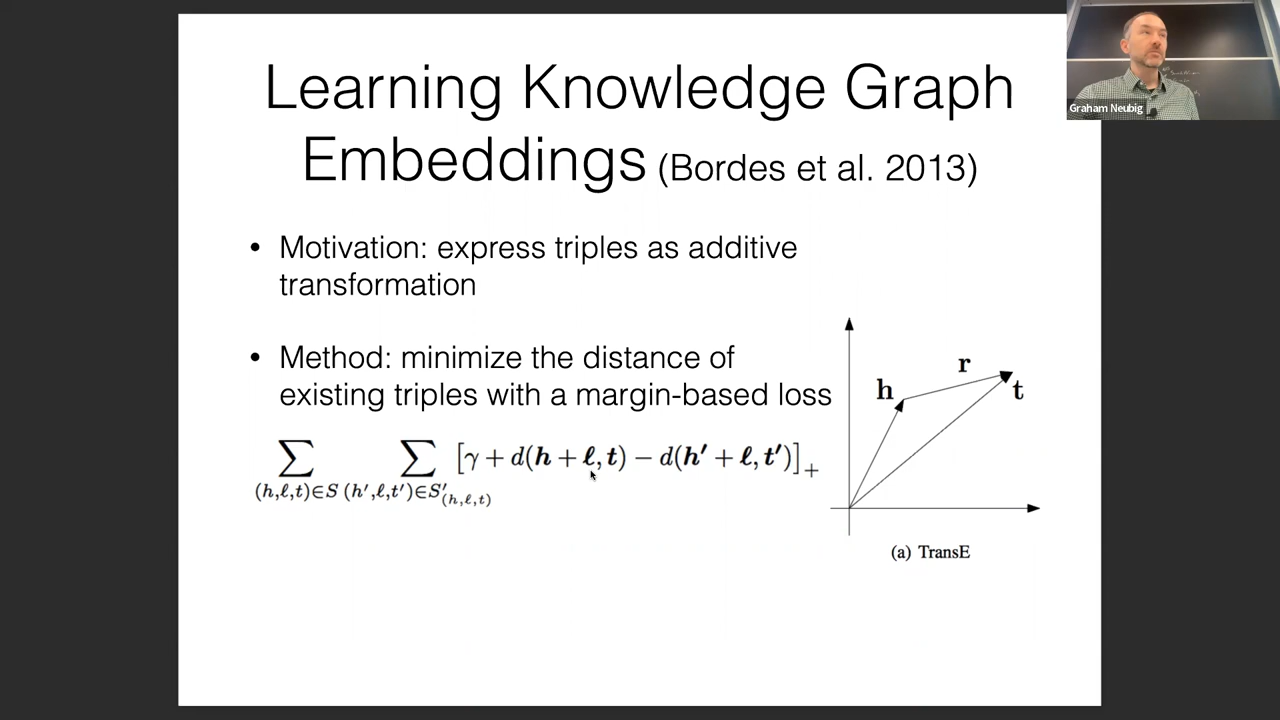 Learning Knowledge Graph
Embeddings (Bordes et al. 2013)
• Motivation: express triples as additive
transformation
• Method: minimize the distance of
existing triples with a margin-based loss
∑ ∑ [γ + d(h + ℓ, t) − d(h′ + ℓ, t′)]₊
(h,ℓ,t)∈S (h′,ℓ,t′)∈S′(h,ℓ,t)
h
r
t
(a) TransE
Graham Neubig